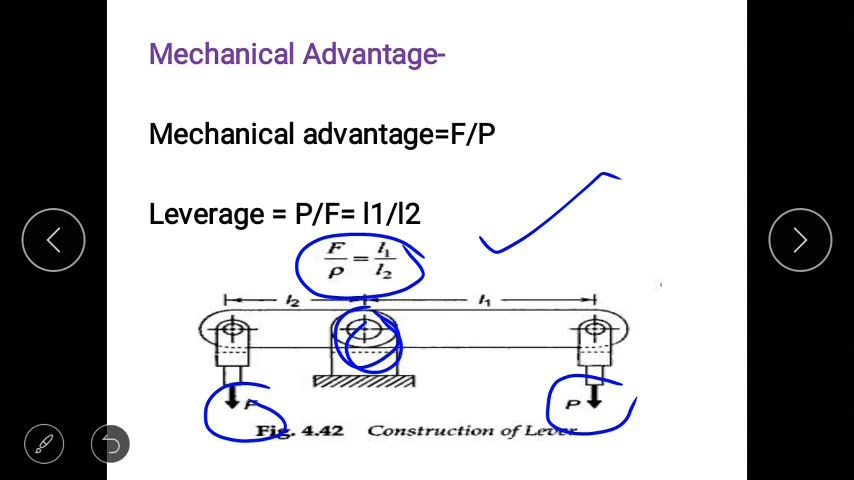 Mechanical Advantage-
Mechanical advantage=F/P
Leverage = P/F= l1/l2
F/ρ = l₁/l₂
l₂ l₁
F P
Fig. 4.42 Construction of Lever